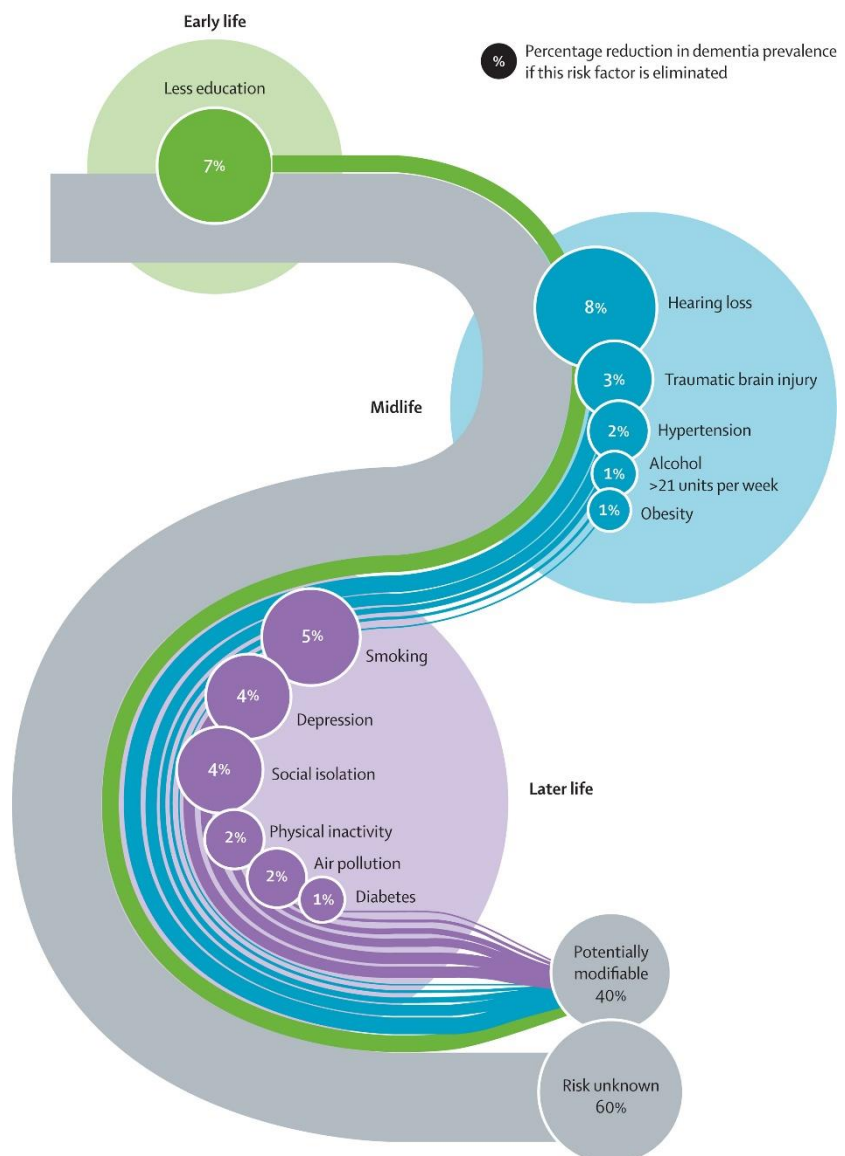 Early life
%
Percentage reduction in dementia prevalence
if this risk factor is eliminated
Less education
7%
8%
Hearing loss
3%
Traumatic brain injury
Midlife
2%
Hypertension
1%
Alcohol
>21 units per week
1%
Obesity
5%
Smoking
4%
Depression
4%
Social isolation
Later life
2%
Physical inactivity
2%
Air pollution
1%
Diabetes
Potentially
modifiable
40%
Risk unknown
60%